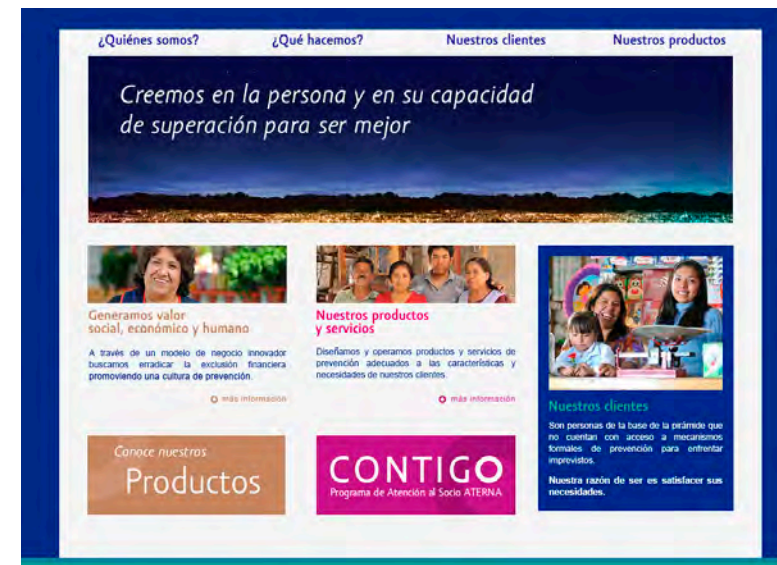 ¿Quiénes somos?
¿Qué hacemos?
Nuestros clientes
Nuestros productos
Creemos en la persona y en su capacidad
de superación para ser mejor
Generamos valor
social, económico y humano
A través de un modelo de negocio innovador
buscamos erradicar la exclusión financiera
promoviendo una cultura de prevención.
más información
Nuestros productos
y servicios
Diseñamos y operamos productos y servicios de
prevención adecuados a las características y
necesidades de nuestros clientes.
más información
Nuestros clientes
Son personas de la base de la pirámide que
no cuentan con acceso a mecanismos
formales de prevención para enfrentar
imprevistos.
Nuestra razón de ser es satisfacer sus
necesidades.
Conoce nuestros
Productos
CONTIGO
Programa de Atención al Socio ATERNA